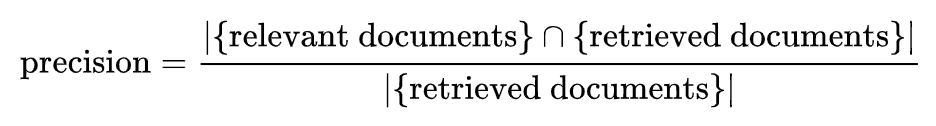 precision = |{relevant documents} ∩ {retrieved documents}| / |{retrieved documents}|